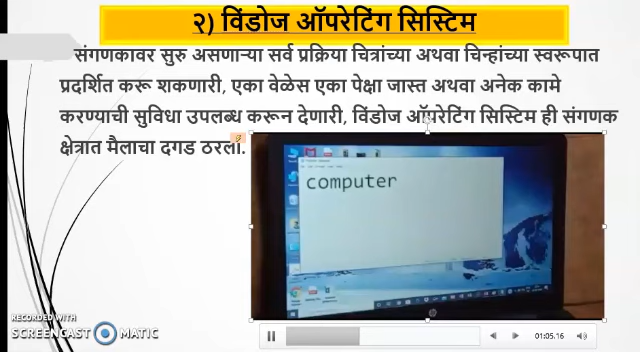 २) विंडोज ऑपरेटिंग सिस्टिम
संगणकावर सुरु असणाऱ्या सर्व प्रक्रिया चित्रांच्या अथवा चिन्हांच्या स्वरूपात
प्रदर्शित करू शकणारी, एका वेळेस एका पेक्षा जास्त अथवा अनेक कामे
करण्याची सुविधा उपलब्ध करून देणारी, विंडोज ऑपरेटिंग सिस्टिम ही संगणक
क्षेत्रात मैलाचा दगड ठरली.
computer
RECORDED WITH
SCREENCAST MATIC
01:05.16